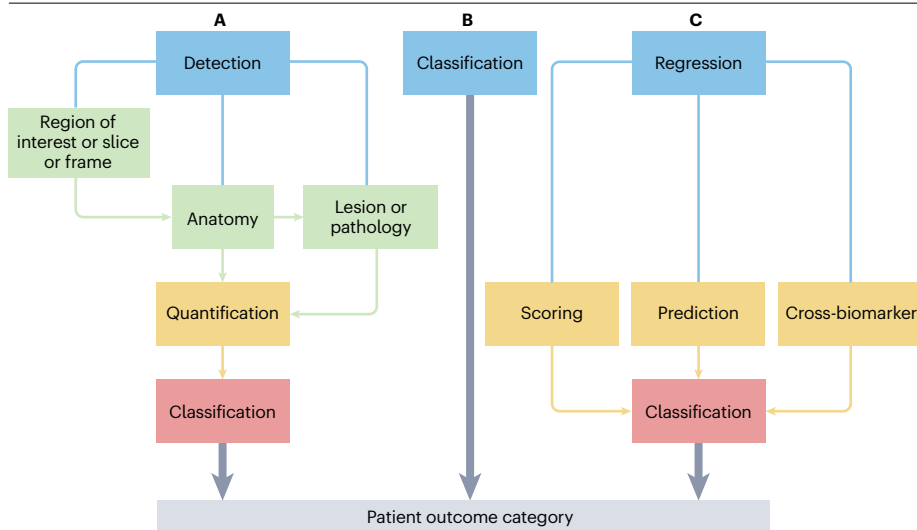 A
B
C
Detection
Classification
Regression
Region of
interest or slice
or frame
Anatomy
Lesion or
pathology
Quantification
Scoring
Prediction
Cross-biomarker
Classification
Classification
Patient outcome category